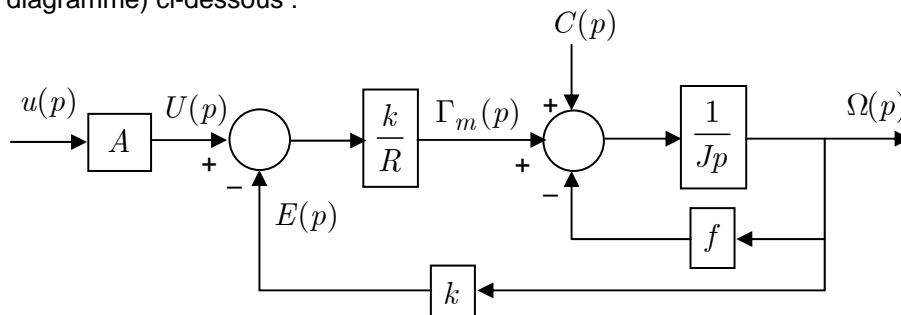 diagramme) ci-dessous :
C(p)
u(p) A U(p) + − k/R Γm(p) + + − 1/Jp Ω(p)
E(p) f
k